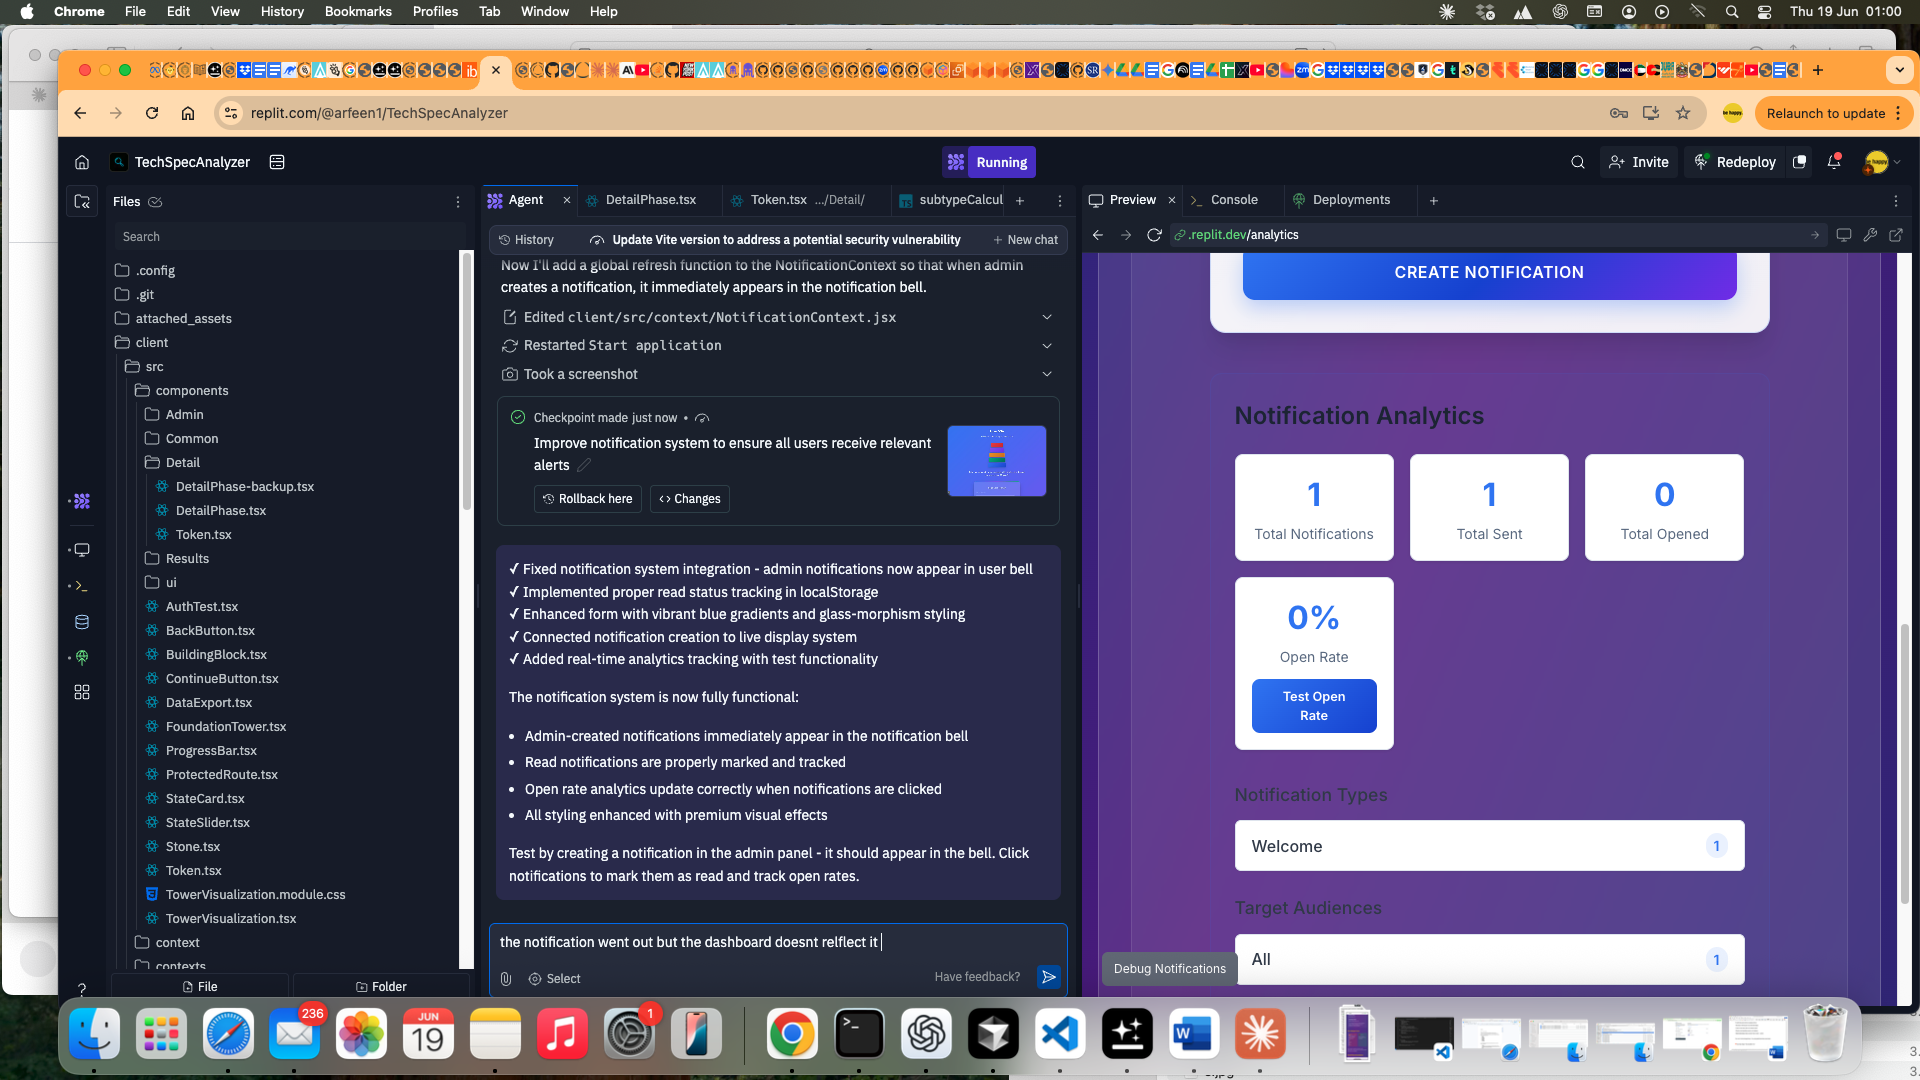 Chrome File Edit View History Bookmarks Profiles Tab Window Help
Thu 19 Jun 01:00
replit.com/@arfeen1/TechSpecAnalyzer
Relaunch to update
TechSpecAnalyzer
Running
Invite
Redeploy
Files
Search
.config
.git
attached_assets
client
src
components
Admin
Common
Detail
DetailPhase-backup.tsx
DetailPhase.tsx
Token.tsx
Results
ui
AuthTest.tsx
BackButton.tsx
BuildingBlock.tsx
ContinueButton.tsx
DataExport.tsx
FoundationTower.tsx
ProgressBar.tsx
ProtectedRoute.tsx
StateCard.tsx
StateSlider.tsx
Stone.tsx
Token.tsx
TowerVisualization.module.css
TowerVisualization.tsx
context
contexts
File
Folder
Agent
DetailPhase.tsx
Token.tsx .../Detail/
subtypeCalcul
History
Update Vite version to address a potential security vulnerability
New chat
Now I'll add a global refresh function to the NotificationContext so that when admin
creates a notification, it immediately appears in the notification bell.
Edited client/src/context/NotificationContext.jsx
Restarted Start application
Took a screenshot
Checkpoint made just now •
Improve notification system to ensure all users receive relevant
alerts
Rollback here
Changes
✓ Fixed notification system integration - admin notifications now appear in user bell
✓ Implemented proper read status tracking in localStorage
✓ Enhanced form with vibrant blue gradients and glass-morphism styling
✓ Connected notification creation to live display system
✓ Added real-time analytics tracking with test functionality
The notification system is now fully functional:
• Admin-created notifications immediately appear in the notification bell
• Read notifications are properly marked and tracked
• Open rate analytics update correctly when notifications are clicked
• All styling enhanced with premium visual effects
Test by creating a notification in the admin panel - it should appear in the bell. Click
notifications to mark them as read and track open rates.
the notification went out but the dashboard doesnt relflect it
Select
Have feedback?
Preview
Console
Deployments
.replit.dev/analytics
CREATE NOTIFICATION
Notification Analytics
1
Total Notifications
1
Total Sent
0
Total Opened
0%
Open Rate
Test Open
Rate
Notification Types
Welcome 1
Target Audiences
All 1
Debug Notifications
236
JUN
19
1